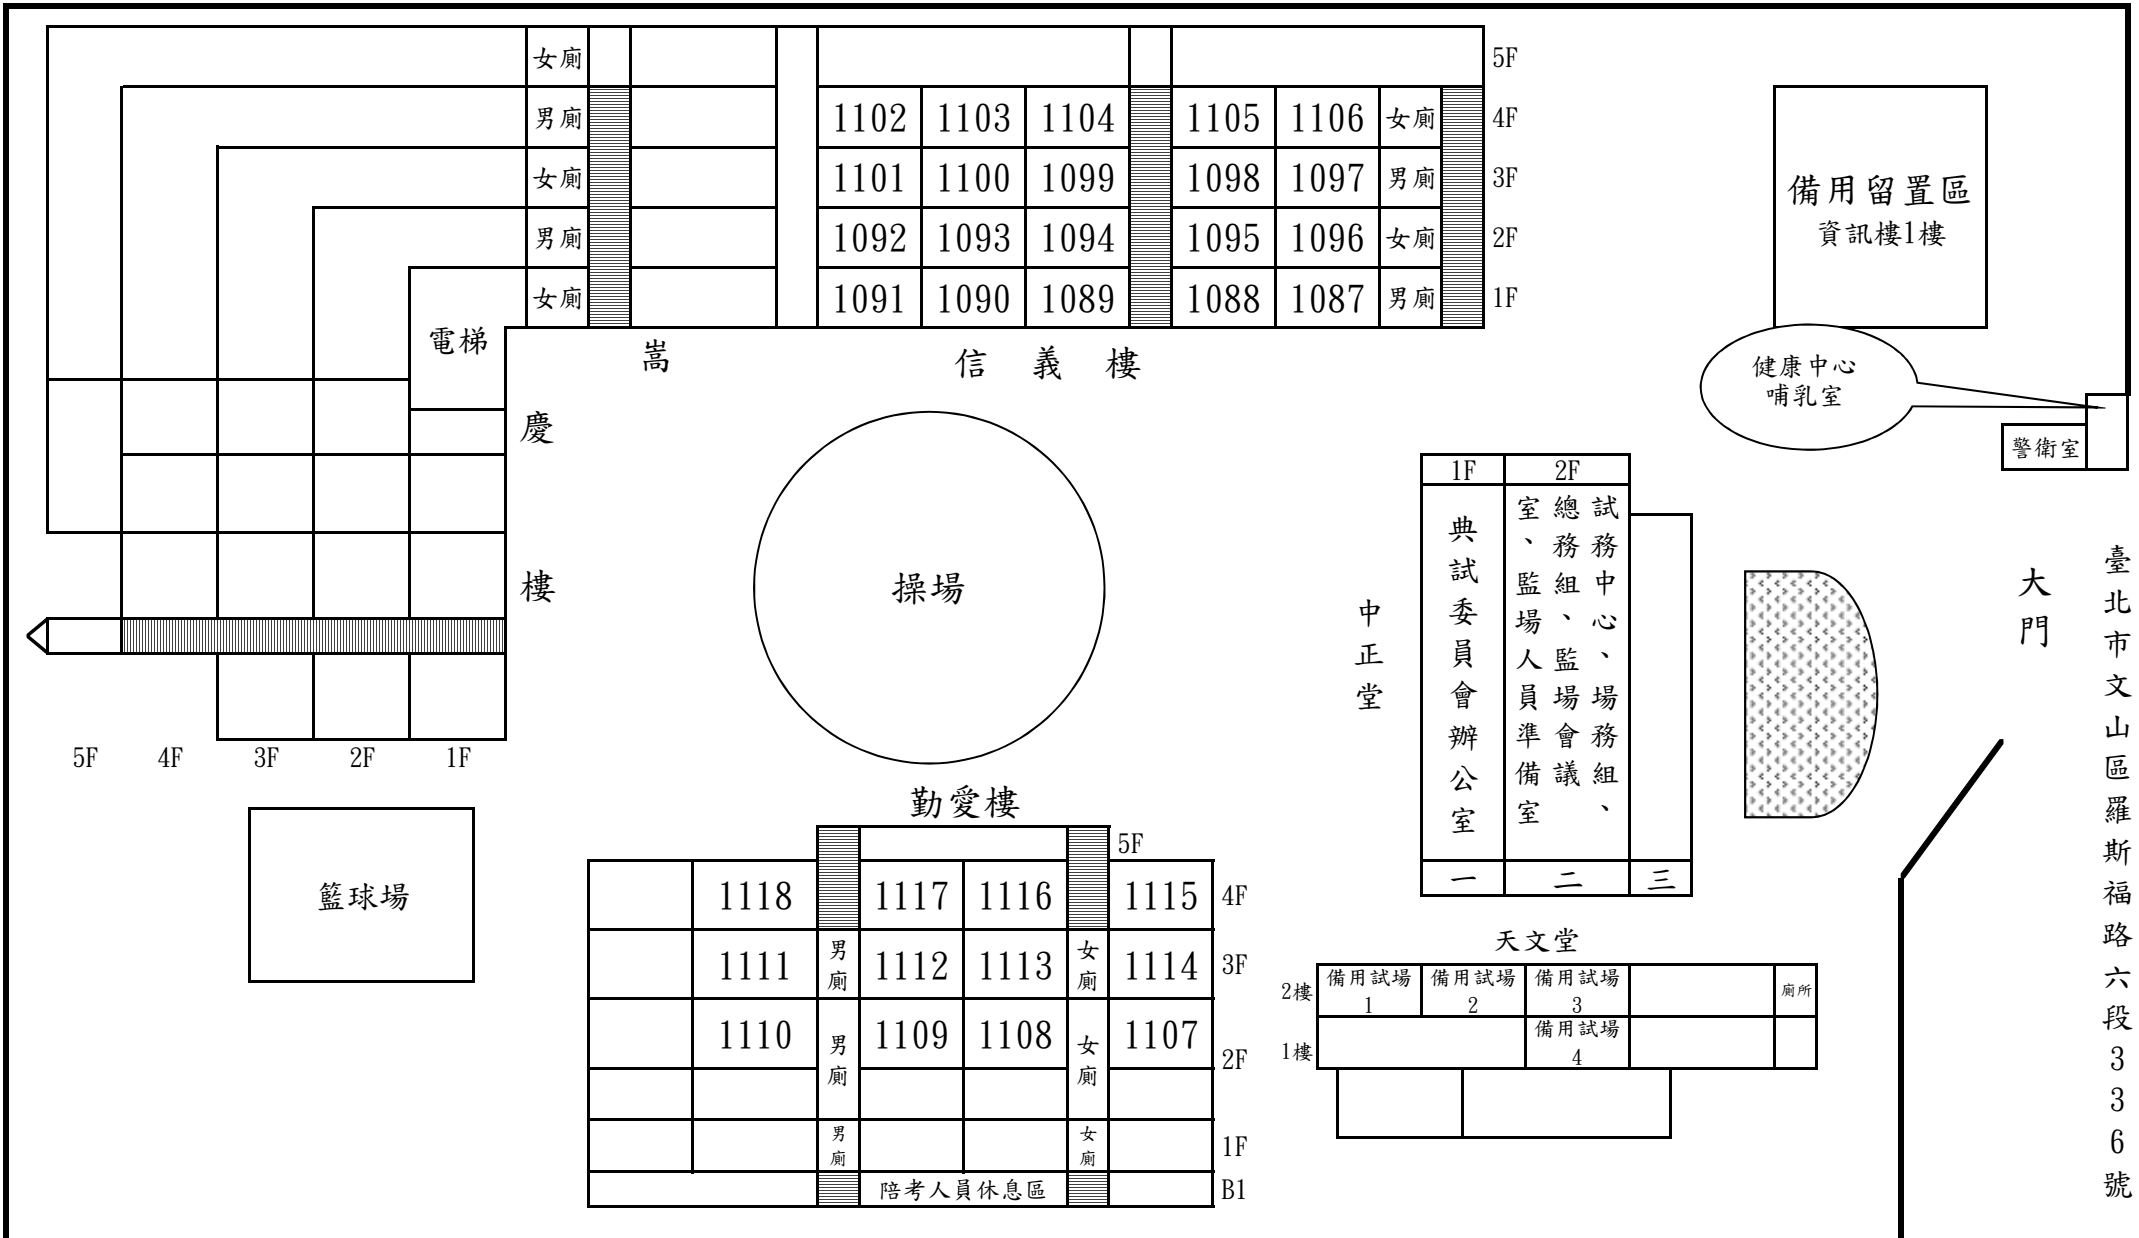 女廁 5F
男廁 1102 1103 1104 1105 1106 女廁 4F
女廁 1101 1100 1099 1098 1097 男廁 3F
男廁 1092 1093 1094 1095 1096 女廁 2F
女廁 1091 1090 1089 1088 1087 男廁 1F
電梯
嵩
慶
樓
信義樓
備用留置區
資訊樓1樓
健康中心
哺乳室
警衛室
操場
中正堂
1F
典試委員會辦公室
一
2F
試務中心、場務組、
總務組、監場會議
室、監場人員準備室
二
三
大門
臺北市文山區羅斯福路六段336號
5F 4F 3F 2F 1F
籃球場
勤愛樓
5F
1118 1117 1116 1115 4F
1111 男廁 1112 1113 女廁 1114 3F
1110 男廁 1109 1108 女廁 1107 2F
男廁 女廁 1F
陪考人員休息區 B1
天文堂
2樓 備用試場1 備用試場2 備用試場3 廁所
1樓 備用試場4